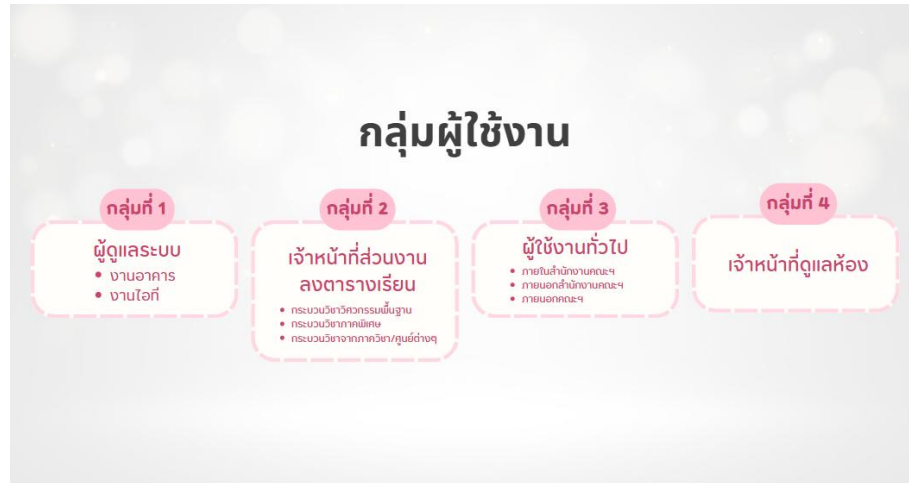 กลุ่มผู้ใช้งาน
กลุ่มที่ 1
ผู้ดูแลระบบ
• งานอาคาร
• งานไอที
กลุ่มที่ 2
เจ้าหน้าที่ส่วนงาน
ลงตารางเรียน
• กระบวนวิชาวิศวกรรมพื้นฐาน
• กระบวนวิชาภาคพิเศษ
• กระบวนวิชาจากภาควิชา/ศูนย์ต่างๆ
กลุ่มที่ 3
ผู้ใช้งานทั่วไป
• ภายในสำนักงานคณะฯ
• ภายนอกสำนักงานคณะฯ
• ภายนอกคณะฯ
กลุ่มที่ 4
เจ้าหน้าที่ดูแลห้อง